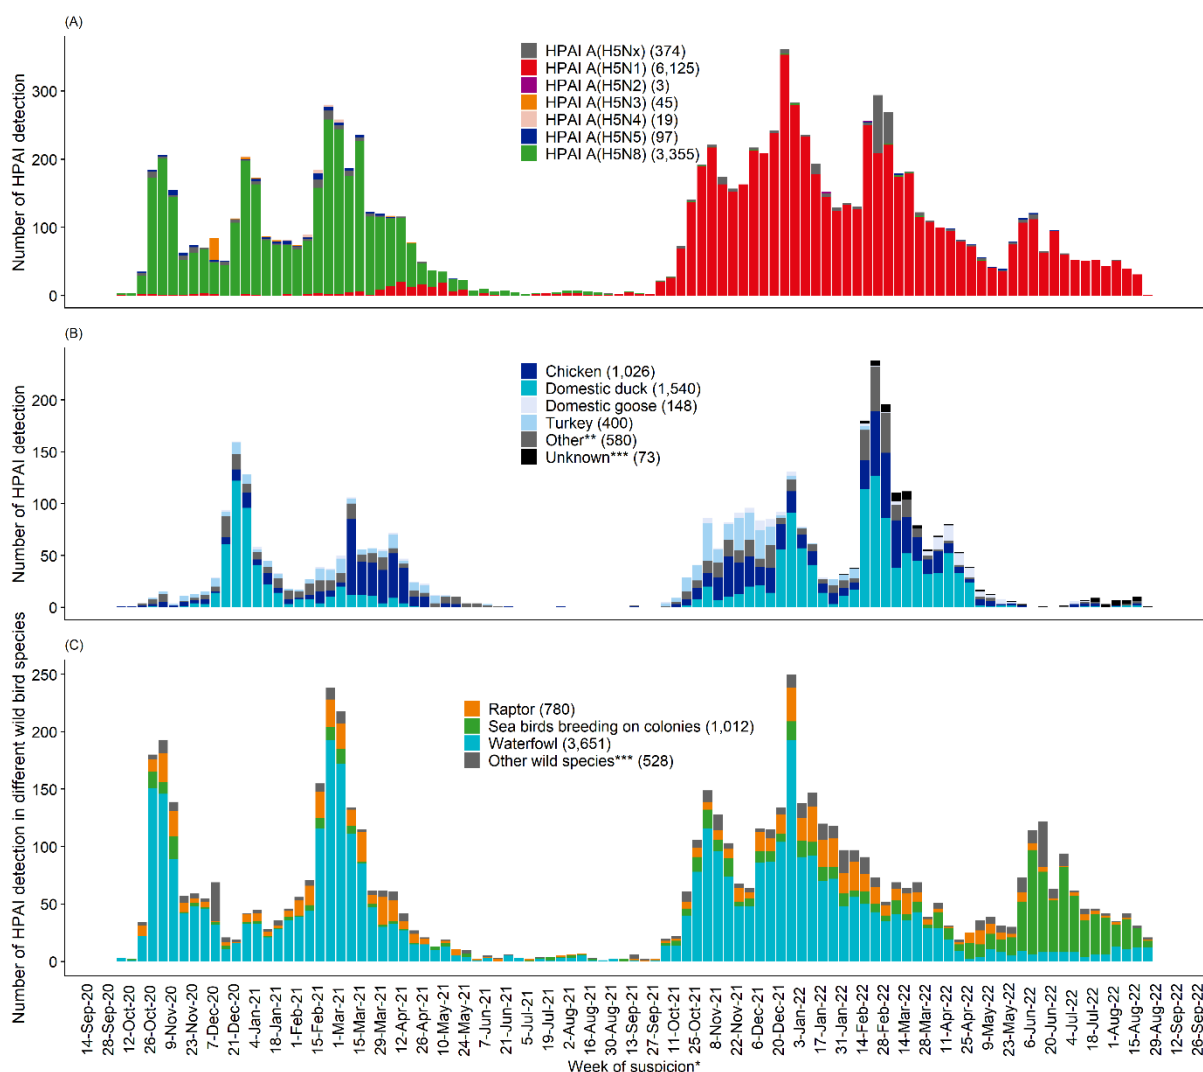 (A)
Number of HPAI detection
300
200
100
0
HPAI A(H5Nx) (374)
HPAI A(H5N1) (6,125)
HPAI A(H5N2) (3)
HPAI A(H5N3) (45)
HPAI A(H5N4) (19)
HPAI A(H5N5) (97)
HPAI A(H5N8) (3,355)
(B)
Number of HPAI detection
200
150
100
50
0
Chicken (1,026)
Domestic duck (1,540)
Domestic goose (148)
Turkey (400)
Other** (580)
Unknown*** (73)
(C)
Number of HPAI detection in different wild bird species
250
200
150
100
50
0
Raptor (780)
Sea birds breeding on colonies (1,012)
Waterfowl (3,651)
Other wild species*** (528)
14-Sep-20
28-Sep-20
12-Oct-20
26-Oct-20
9-Nov-20
23-Nov-20
7-Dec-20
21-Dec-20
4-Jan-21
18-Jan-21
1-Feb-21
15-Feb-21
1-Mar-21
15-Mar-21
29-Mar-21
12-Apr-21
26-Apr-21
10-May-21
24-May-21
7-Jun-21
21-Jun-21
5-Jul-21
19-Jul-21
2-Aug-21
16-Aug-21
30-Aug-21
13-Sep-21
27-Sep-21
11-Oct-21
25-Oct-21
8-Nov-21
22-Nov-21
6-Dec-21
20-Dec-21
3-Jan-22
17-Jan-22
31-Jan-22
14-Feb-22
28-Feb-22
14-Mar-22
28-Mar-22
11-Apr-22
25-Apr-22
9-May-22
23-May-22
6-Jun-22
20-Jun-22
4-Jul-22
18-Jul-22
1-Aug-22
15-Aug-22
29-Aug-22
12-Sep-22
26-Sep-22
Week of suspicion*